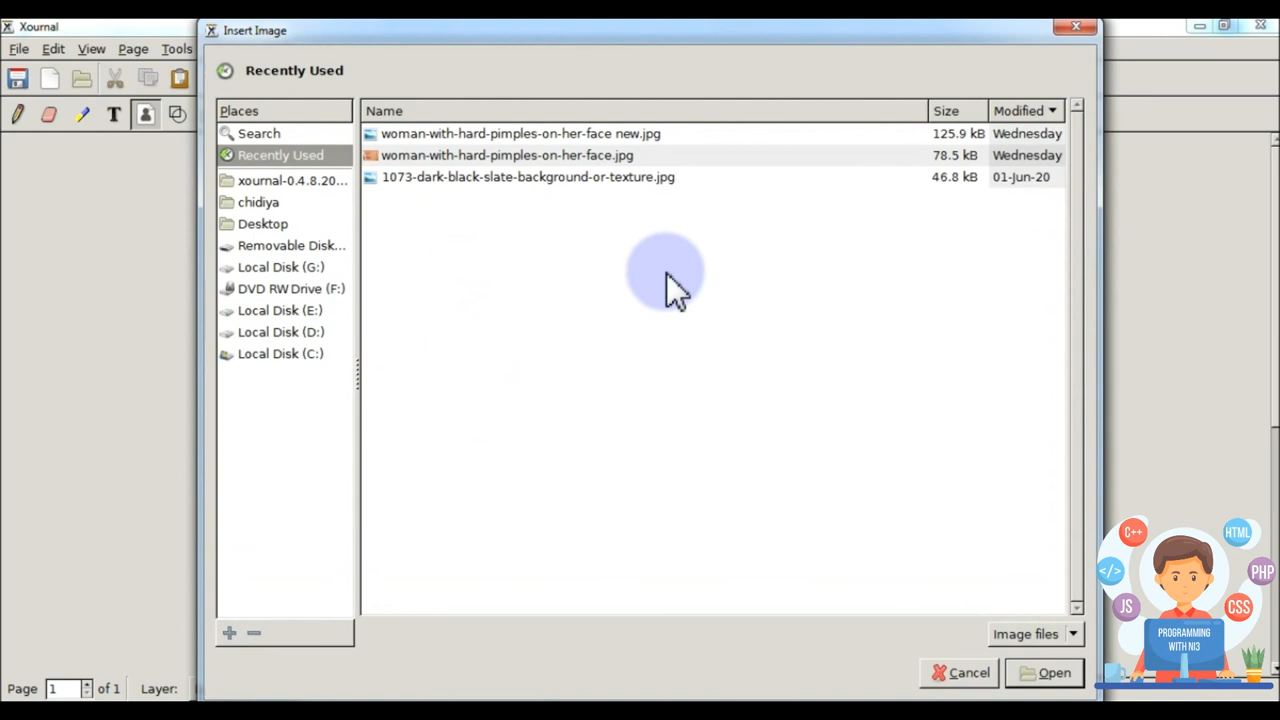 Xournal
Insert Image
File Edit View Page Tools
Recently Used
Places
Name Size Modified
Search
woman-with-hard-pimples-on-her-face new.jpg 125.9 kB Wednesday
Recently Used
woman-with-hard-pimples-on-her-face.jpg 78.5 kB Wednesday
xournal-0.4.8.20...
1073-dark-black-slate-background-or-texture.jpg 46.8 kB 01-Jun-20
chidiya
Desktop
Removable Disk...
Local Disk (G:)
DVD RW Drive (F:)
Local Disk (E:)
Local Disk (D:)
Local Disk (C:)
Image files
Cancel Open
Page 1 of 1 Layer:
C++
HTML
</>
PHP
JS
CSS
PROGRAMMING
WITH NI3